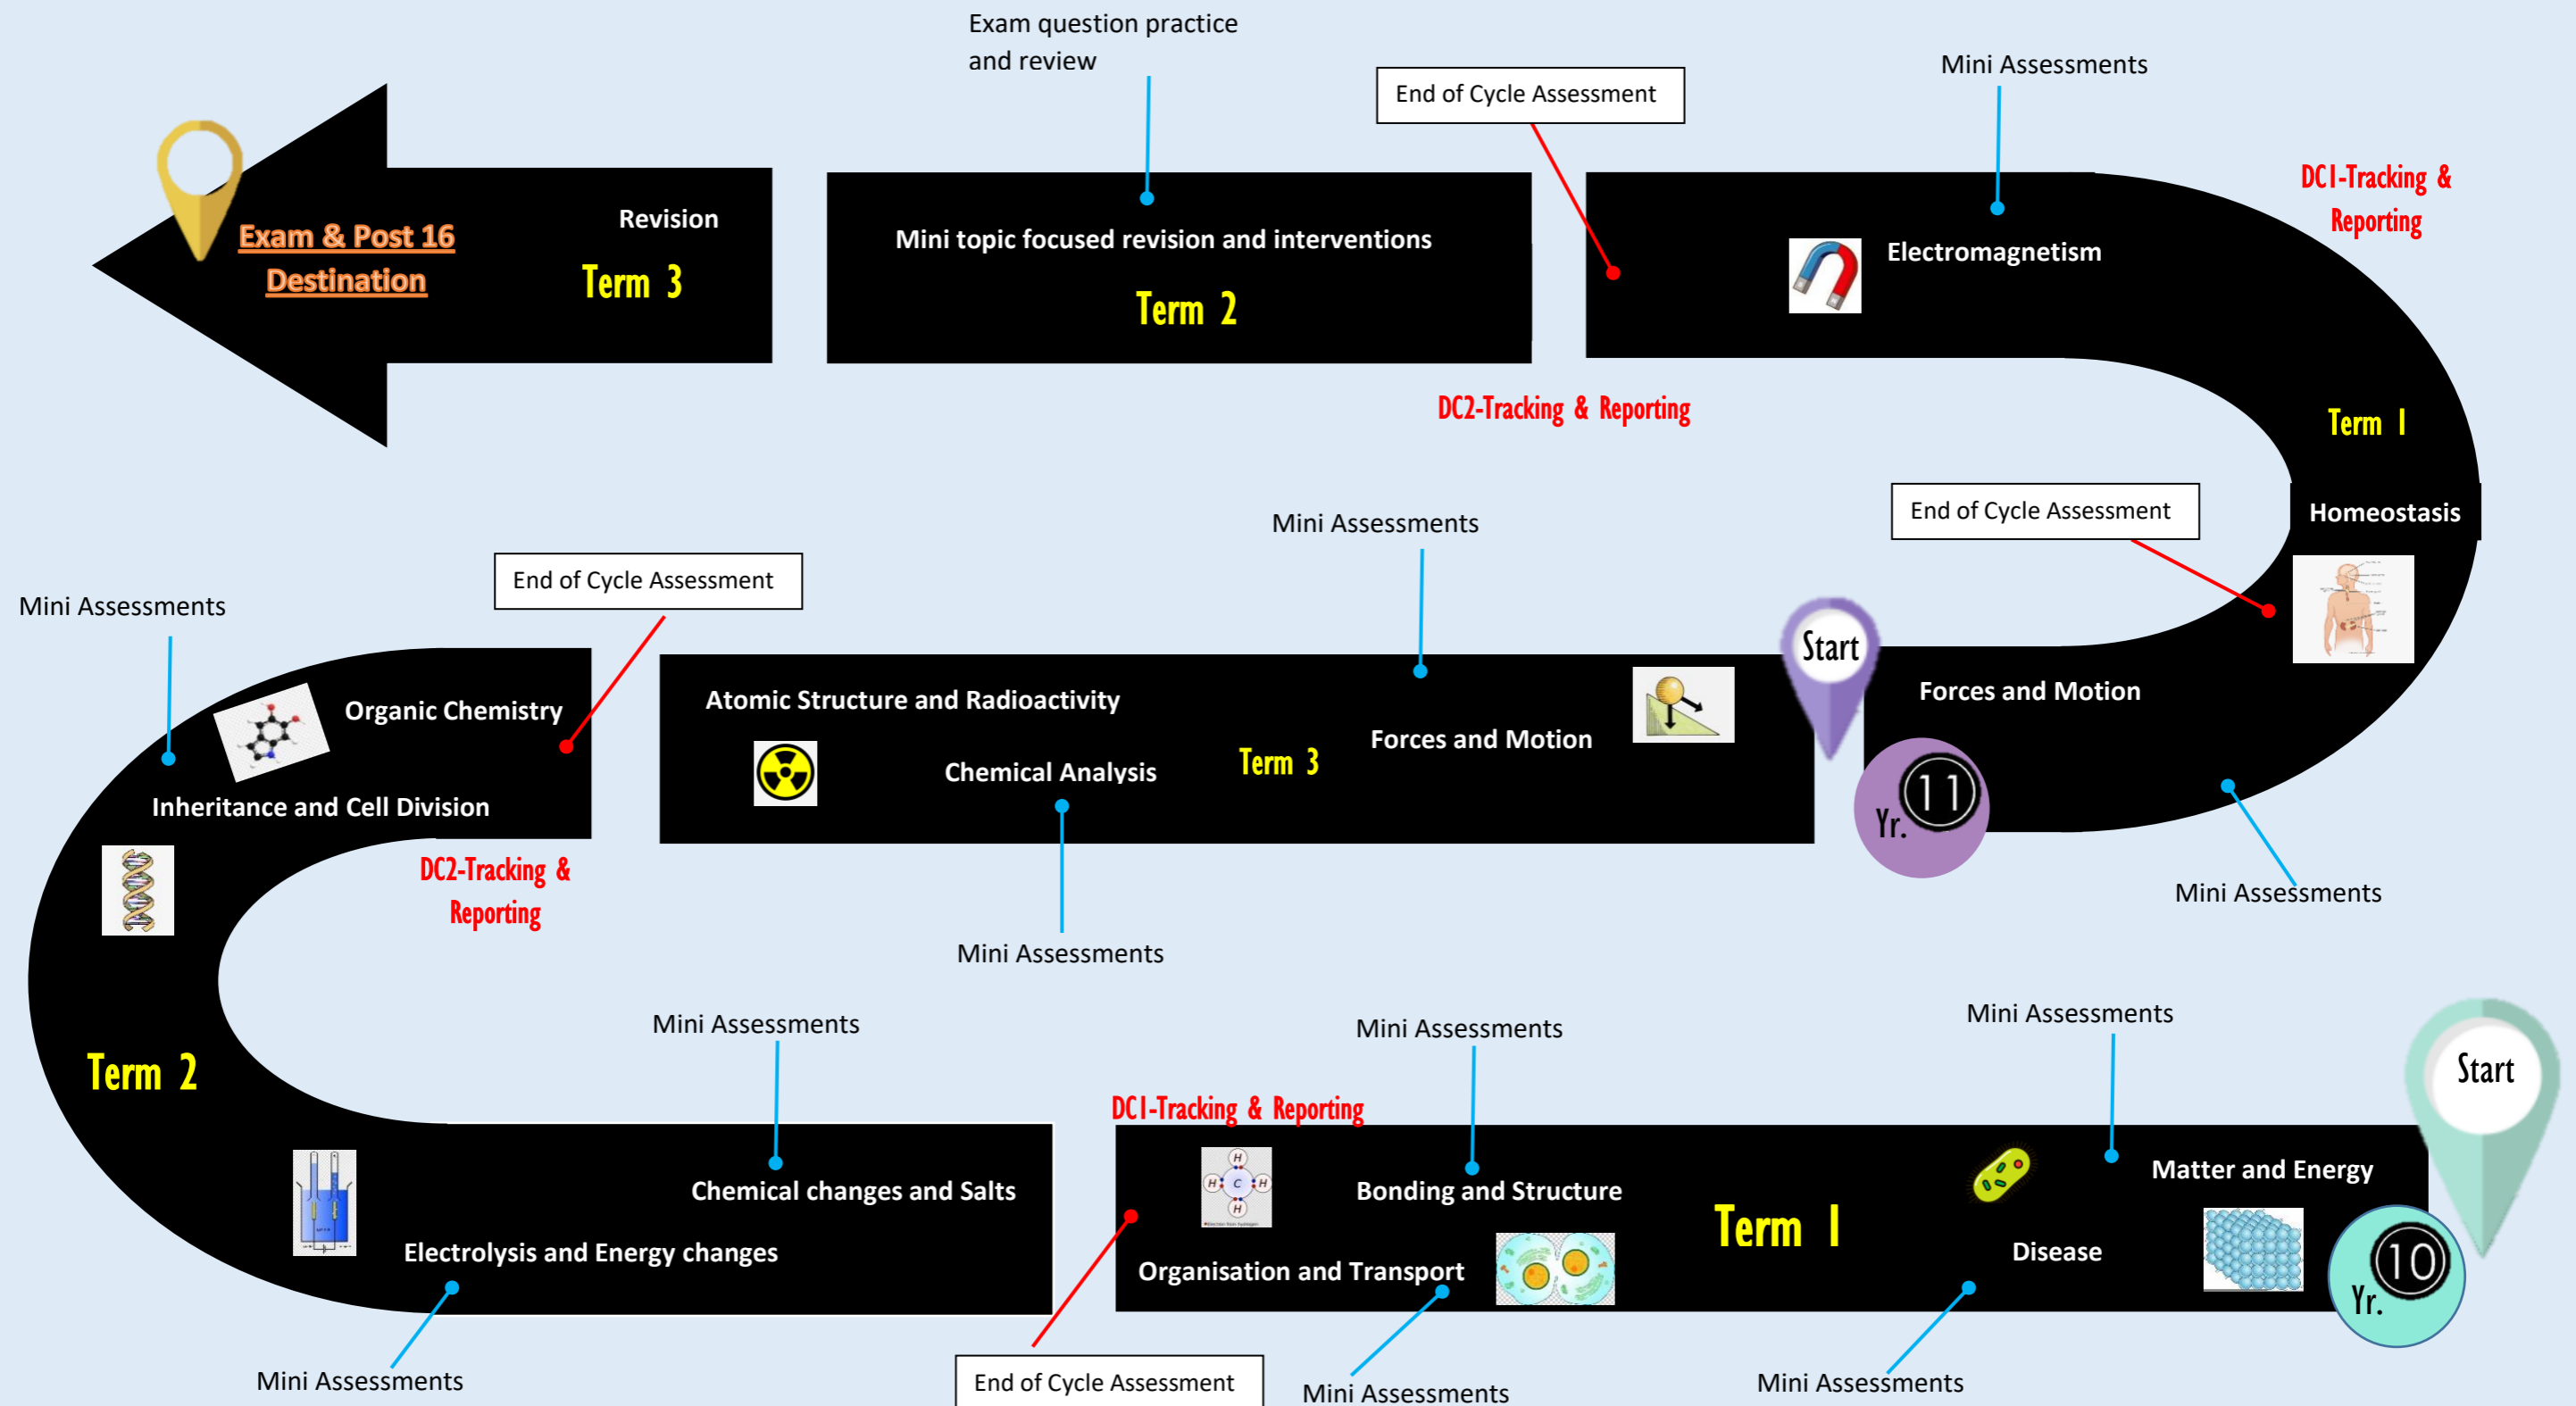 Exam question practice
and review
End of Cycle Assessment
Mini Assessments
DC1-Tracking &
Reporting
Exam & Post 16
Destination
Revision
Term 3
Mini topic focused revision and interventions
Term 2
Electromagnetism
DC2-Tracking & Reporting
Term 1
Homeostasis
End of Cycle Assessment
Mini Assessments
End of Cycle Assessment
Mini Assessments
Organic Chemistry
Inheritance and Cell Division
DC2-Tracking &
Reporting
Atomic Structure and Radioactivity
Chemical Analysis
Term 3
Forces and Motion
Start
Forces and Motion
Yr. 11
Mini Assessments
Mini Assessments
Term 2
Mini Assessments
Chemical changes and Salts
Electrolysis and Energy changes
Mini Assessments
DC1-Tracking & Reporting
Mini Assessments
Mini Assessments
Start
H
H C H
H
Bonding and Structure
Organisation and Transport
Term 1
Matter and Energy
Disease
Yr. 10
End of Cycle Assessment
Mini Assessments
Mini Assessments